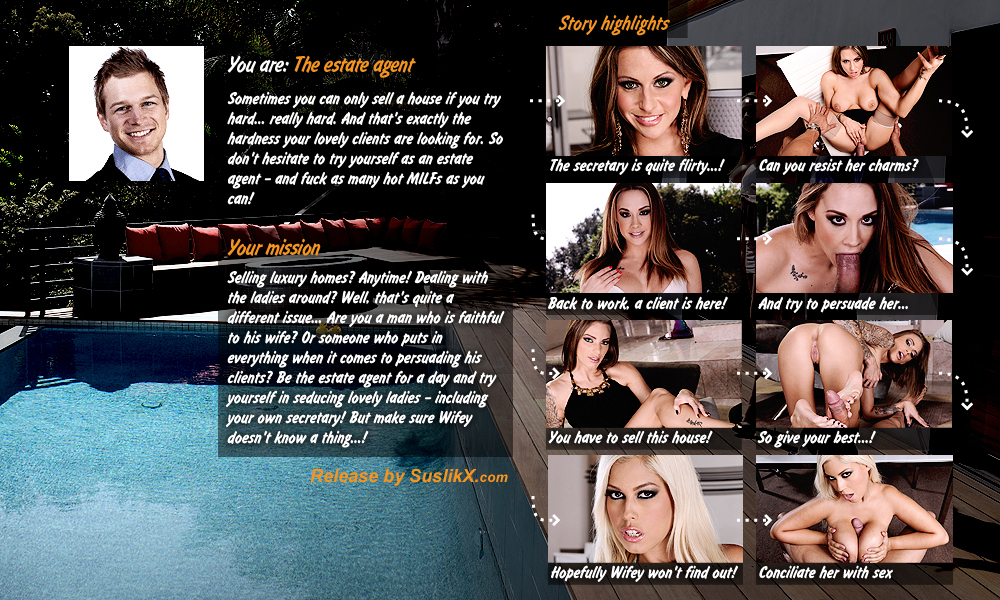 Story highlights
You are: The estate agent
Sometimes you can only sell a house if you try
hard... really hard. And that's exactly the
hardness your lovely clients are looking for. So
don't hesitate to try yourself as an estate
agent – and fuck as many hot MILFs as you
can!
Your mission
Selling luxury homes? Anytime! Dealing with
the ladies around? Well, that's quite a
different issue... Are you a man who is faithful
to his wife? Or someone who puts in
everything when it comes to persuading his
clients? Be the estate agent for a day and try
yourself in seducing lovely ladies – including
your own secretary! But make sure Wifey
doesn't know a thing...!
Release by SuslikX.com
The secretary is quite flirty...!
Can you resist her charms?
Back to work, a client is here!
And try to persuade her...
You have to sell this house!
So give your best...!
Hopefully Wifey won't find out!
Conciliate her with sex